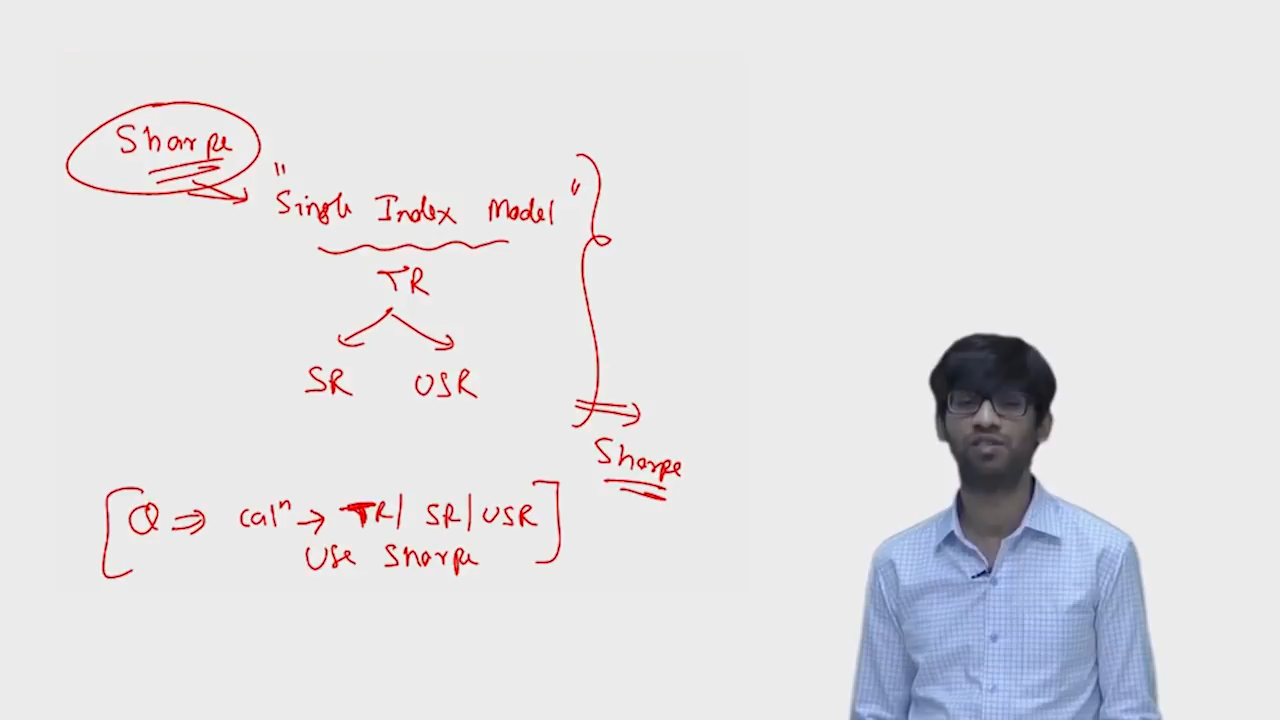 Sharpe
"Single Index Model"
TR
SR USR
Sharpe
[Q ⇒ calⁿ → TR/ SR/USR
Use Sharpe]